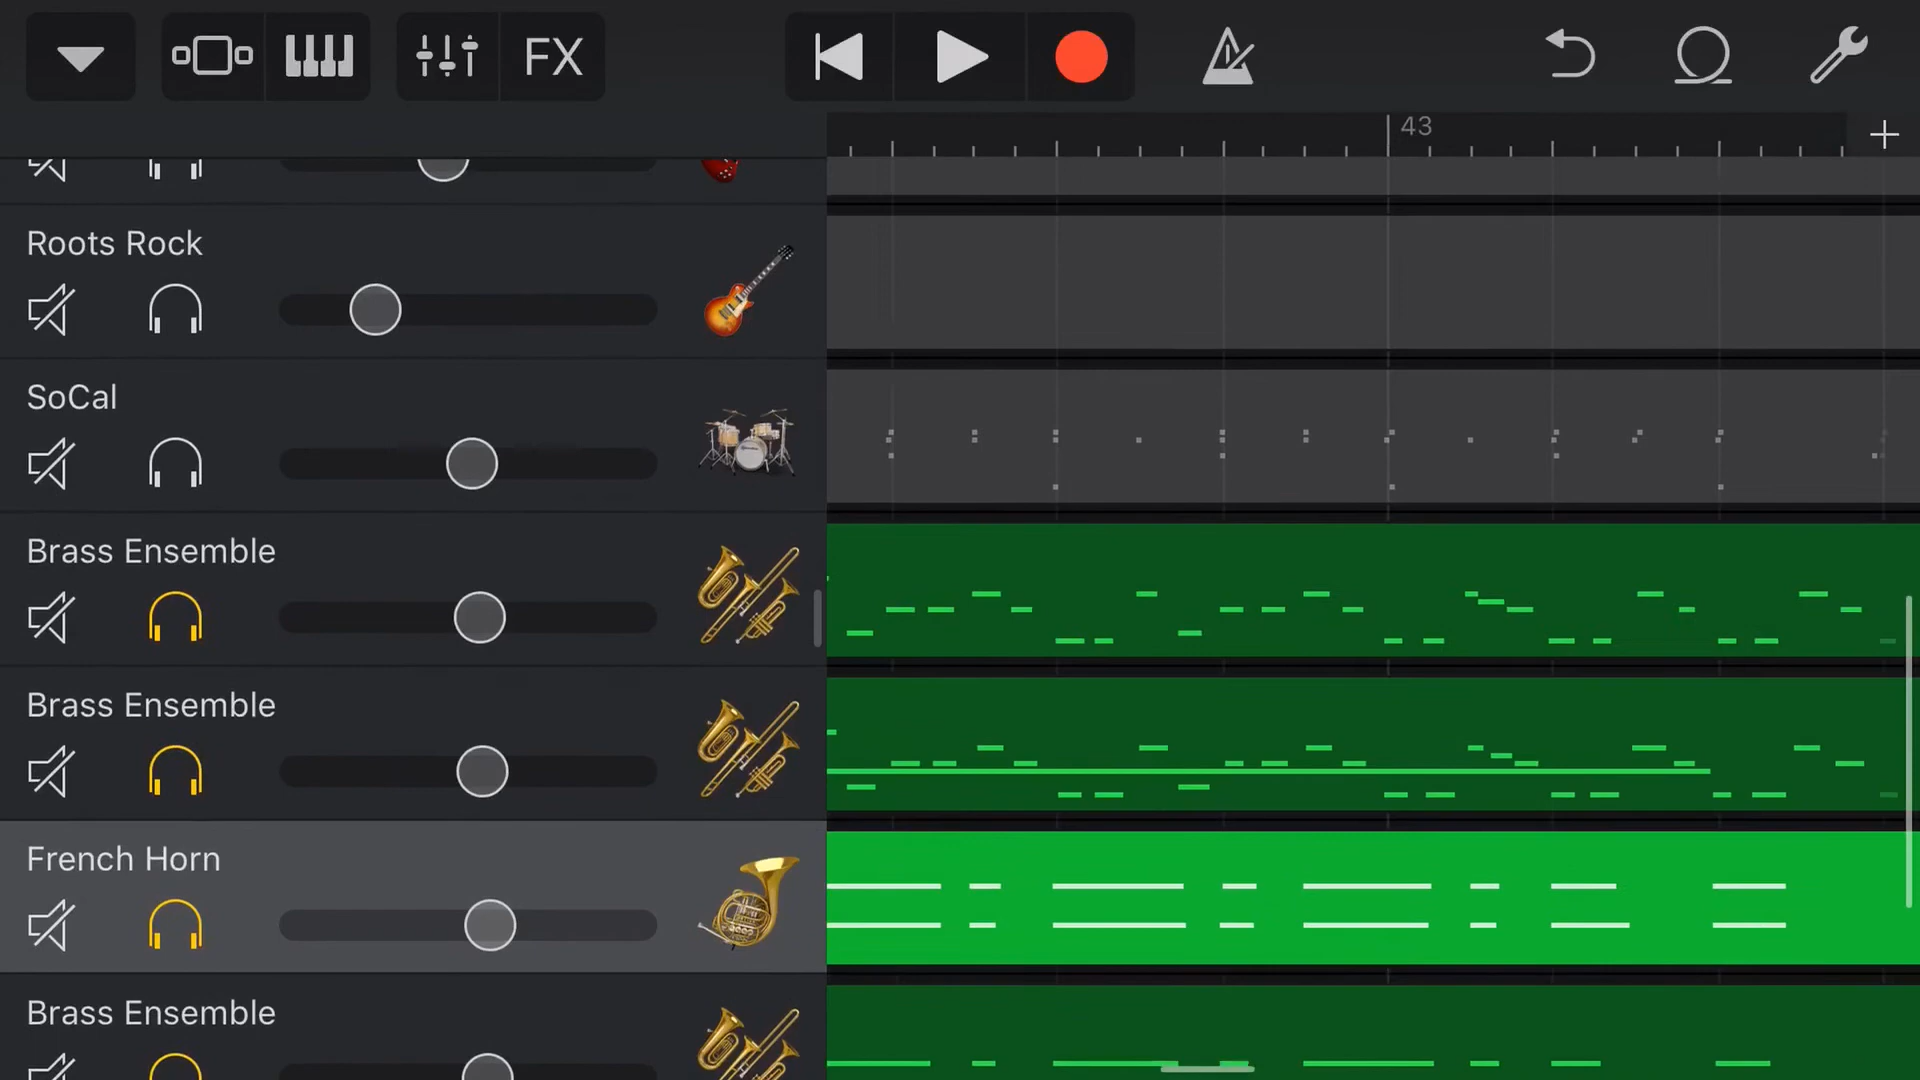 FX
43
Roots Rock
SoCal
Brass Ensemble
Brass Ensemble
French Horn
Brass Ensemble